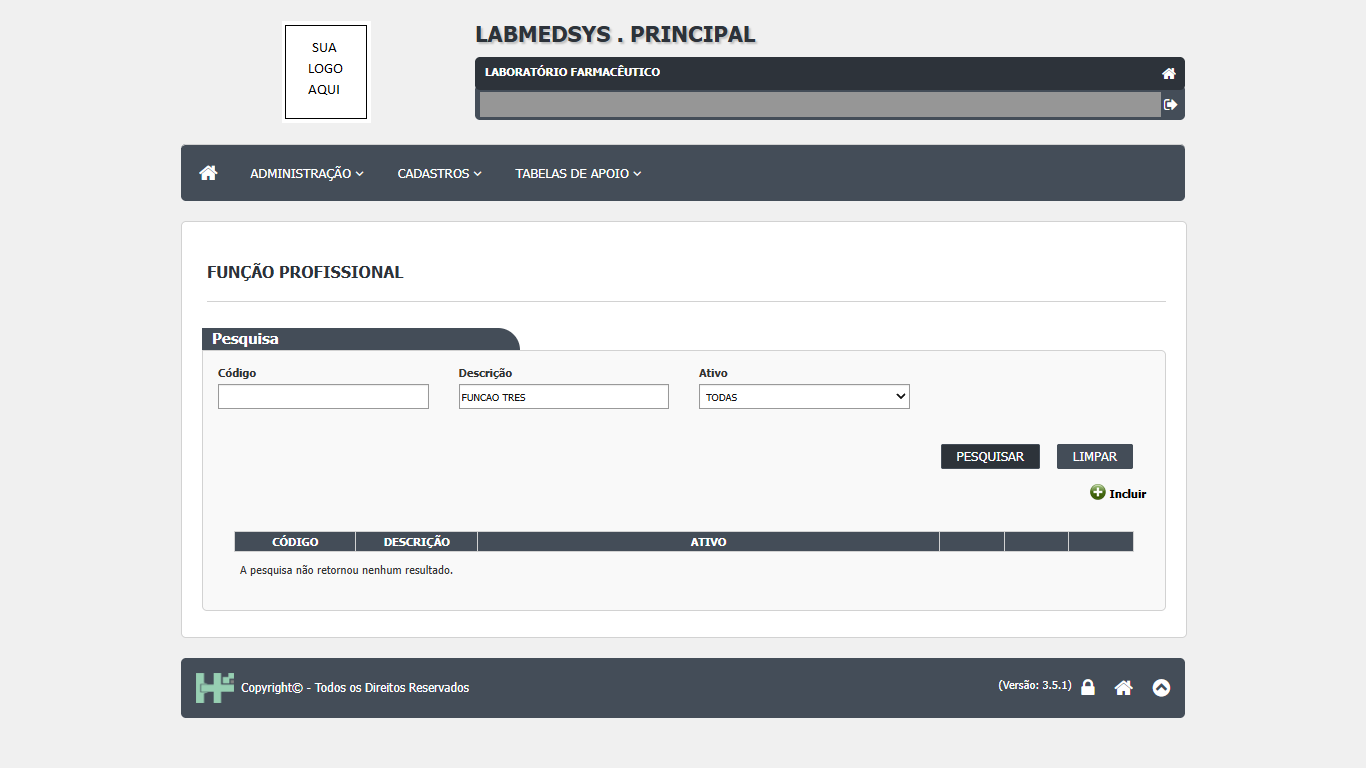 SUA
LOGO
AQUI
LABMEDSYS . PRINCIPAL
LABORATÓRIO FARMACÊUTICO
ADMINISTRAÇÃO CADASTROS TABELAS DE APOIO
FUNÇÃO PROFISSIONAL
Pesquisa
Código Descrição Ativo
FUNCAO TRES TODAS
PESQUISAR LIMPAR
Incluir
CÓDIGO DESCRIÇÃO ATIVO
A pesquisa não retornou nenhum resultado.
Copyright© - Todos os Direitos Reservados (Versão: 3.5.1)